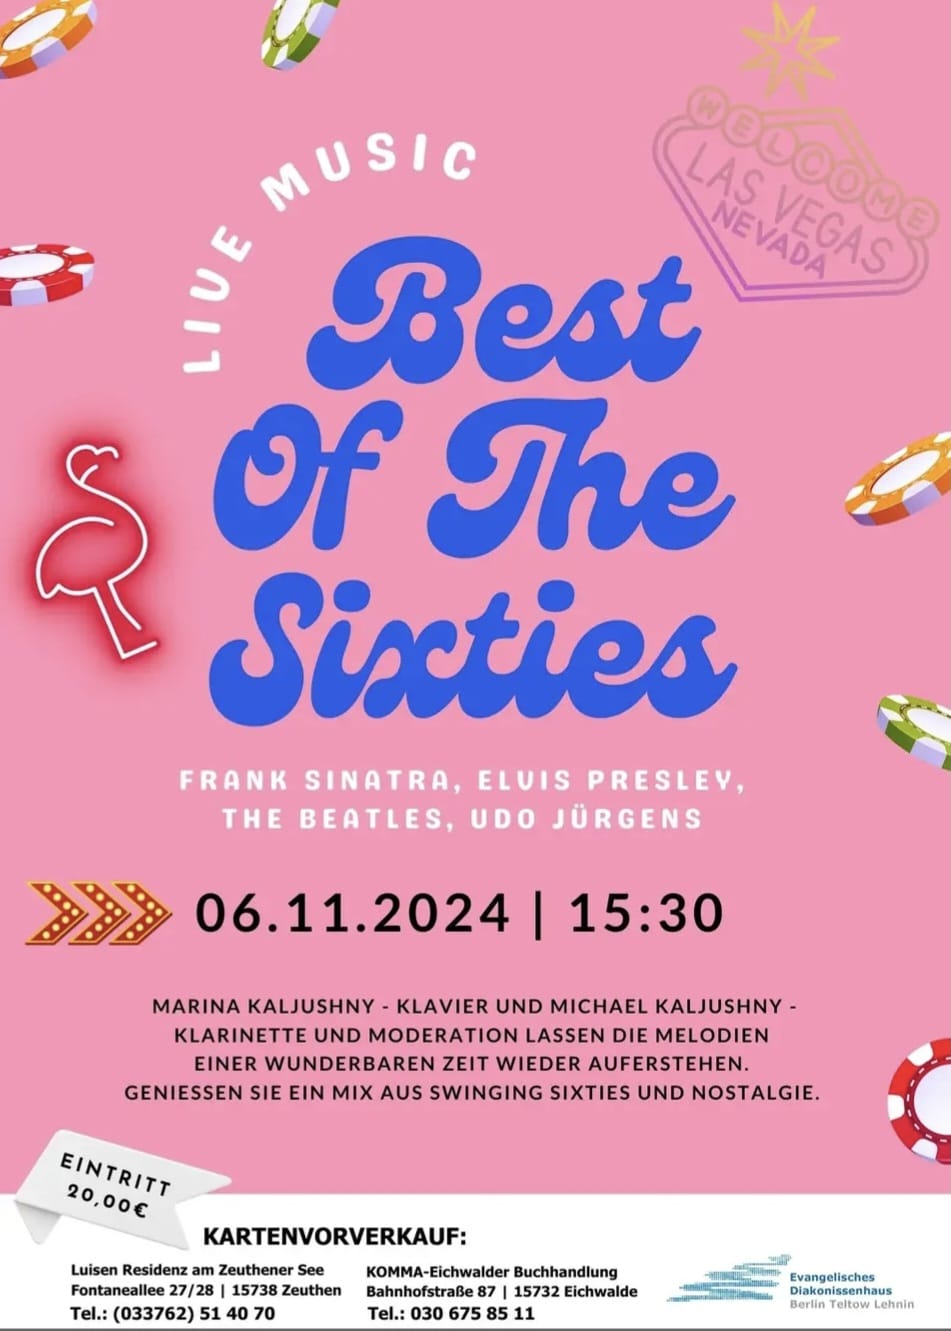 WELCOME
LAS VEGAS
NEVADA
LIVE MUSIC
Best
Of The
Sixties
FRANK SINATRA, ELVIS PRESLEY,
THE BEATLES, UDO JÜRGENS
06.11.2024 | 15:30
MARINA KALJUSHNY - KLAVIER UND MICHAEL KALJUSHNY -
KLARINETTE UND MODERATION LASSEN DIE MELODIEN
EINER WUNDERBAREN ZEIT WIEDER AUFERSTEHEN.
GENIESSEN SIE EIN MIX AUS SWINGING SIXTIES UND NOSTALGIE.
EINTRITT
20,00€
KARTENVORVERKAUF:
Luisen Residenz am Zeuthener See
Fontaneallee 27/28 | 15738 Zeuthen
Tel.: (033762) 51 40 70
KOMMA-Eichwalder Buchhandlung
Bahnhofstraße 87 | 15732 Eichwalde
Tel.: 030 675 85 11
Evangelisches
Diakonissenhaus
Berlin Teltow Lehnin